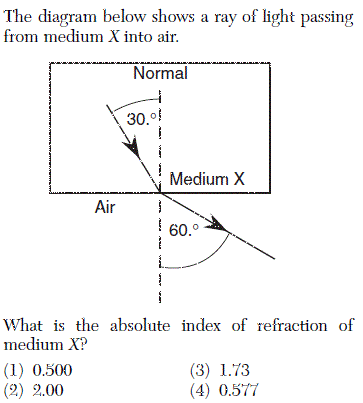 The diagram below shows a ray of light passing
from medium X into air.
Normal
30.°
Medium X
Air
60.°
What is the absolute index of refraction of
medium X?
(1) 0.500 (3) 1.73
(2) 2.00 (4) 0.577